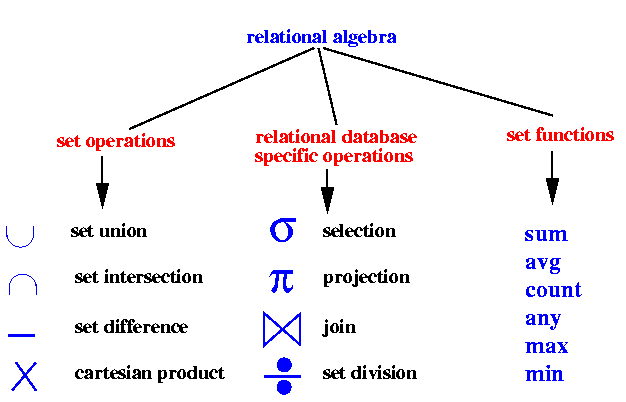 relational algebra
set operations
relational database
specific operations
set functions
∪ set union
∩ set intersection
− set difference
× cartesian product
σ selection
π projection
⋈ join
÷ set division
sum
avg
count
any
max
min